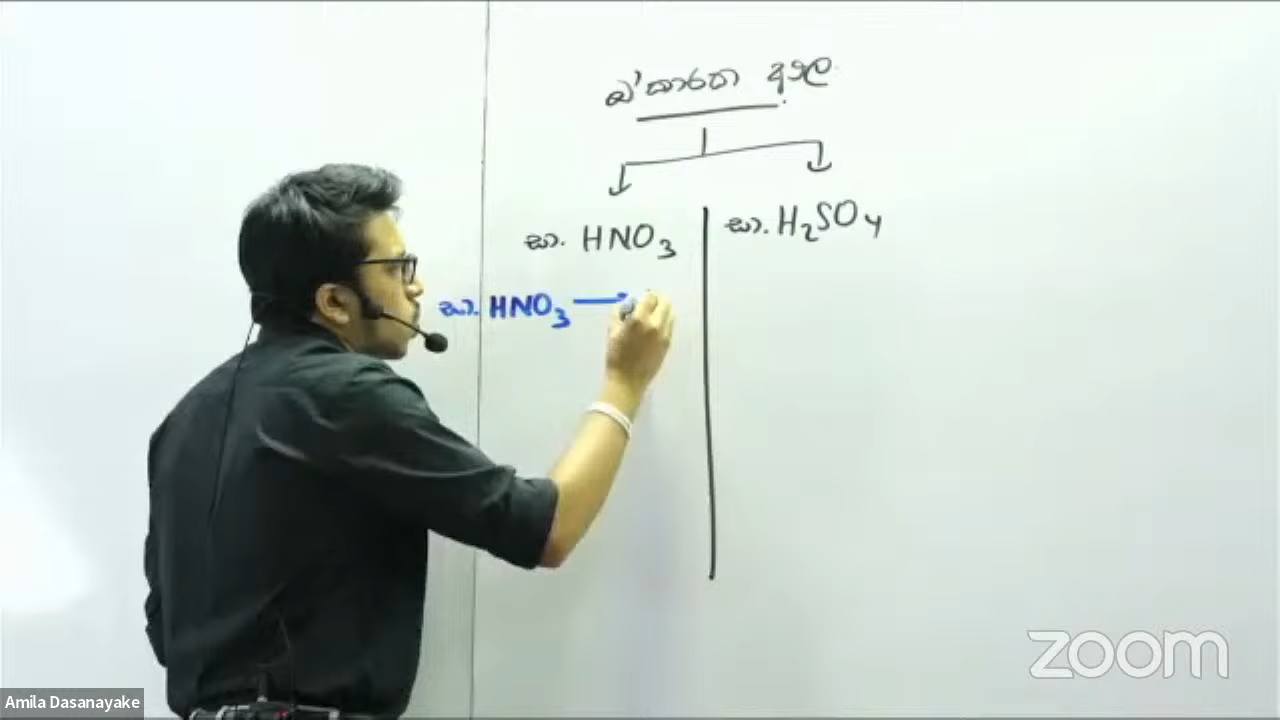 ඔ'කාරක අම්ල.
සා. HNO₃
සා. H₂SO₄
සා. HNO₃ →
zoom
Amila Dasanayake